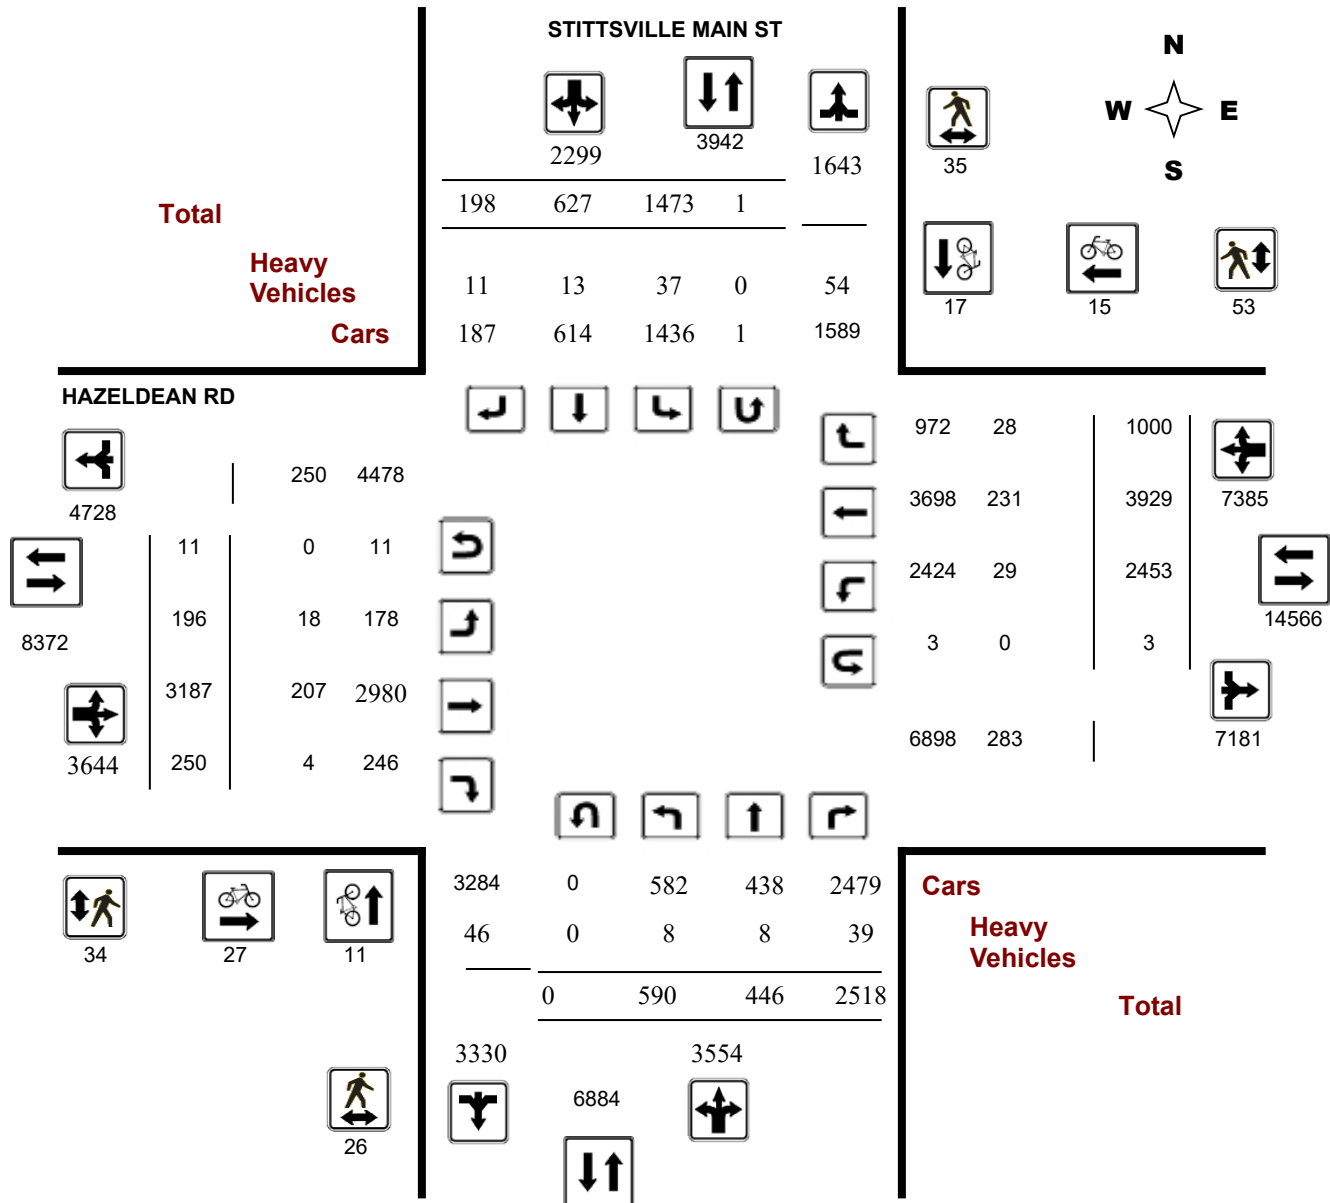 STITTSVILLE MAIN ST
N
W E
S
2299 3942 1643 35
Total 198 627 1473 1
Heavy
Vehicles 11 13 37 0 54
17 15 53
Cars 187 614 1436 1 1589
HAZELDEAN RD
972 28 1000
250 4478
4728
3698 231 3929 7385
11 0 11
2424 29 2453
196 18 178
8372
14566
3 0 3
3187 207 2980
3644 250 4 246
6898 283 7181
3284 0 582 438 2479 Cars
34 27 11
46 0 8 8 39 Heavy
Vehicles
0 590 446 2518 Total
3330 3554
6884
26